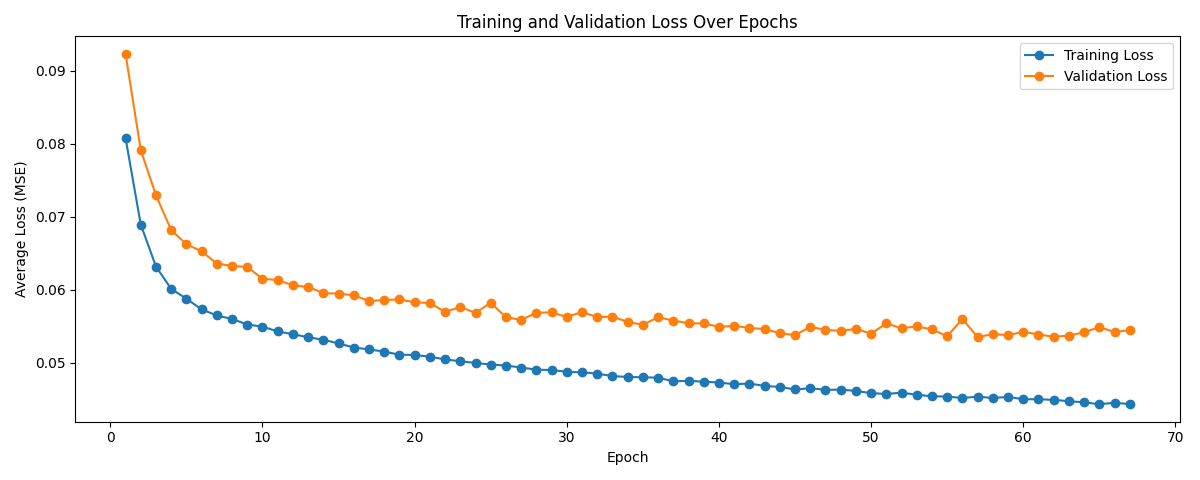 Training and Validation Loss Over Epochs
Training Loss
Validation Loss
Average Loss (MSE)
0.09
0.08
0.07
0.06
0.05
0 10 20 30 40 50 60 70
Epoch